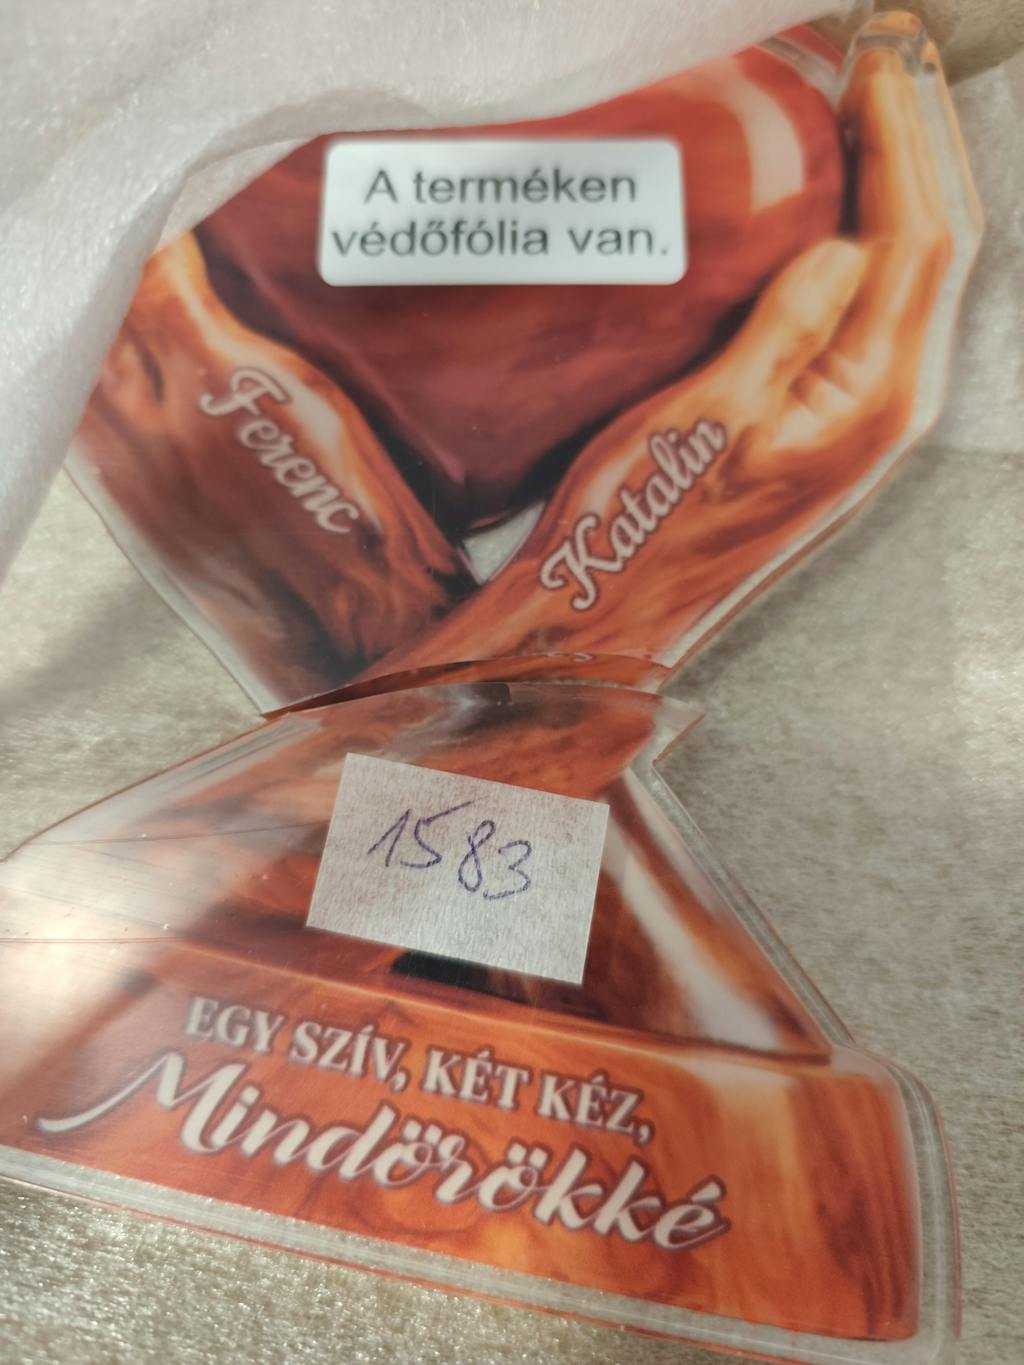 A terméken
védőfólia van.
Ferenc
Katalin
1583
EGY SZÍV, KÉT KÉZ,
Mindörökké